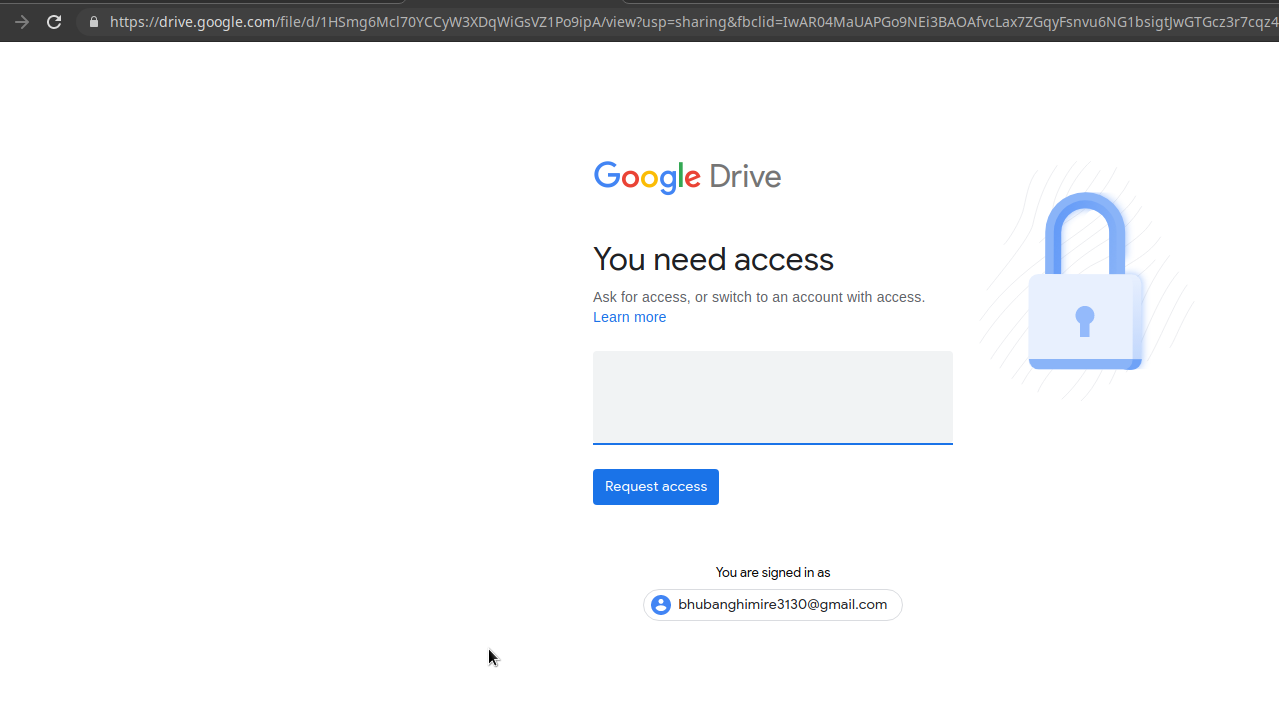 https://drive.google.com/file/d/1HSmg6Mcl70YCCyW3XDqWiGsVZ1Po9ipA/view?usp=sharing&fbclid=IwAR04MaUAPGo9NEi3BAOAfvcLax7ZGqyFsnvu6NG1bsigtJwGTGcz3r7cqz4
Google Drive
You need access
Ask for access, or switch to an account with access.
Learn more
Request access
You are signed in as
bhubanghimire3130@gmail.com